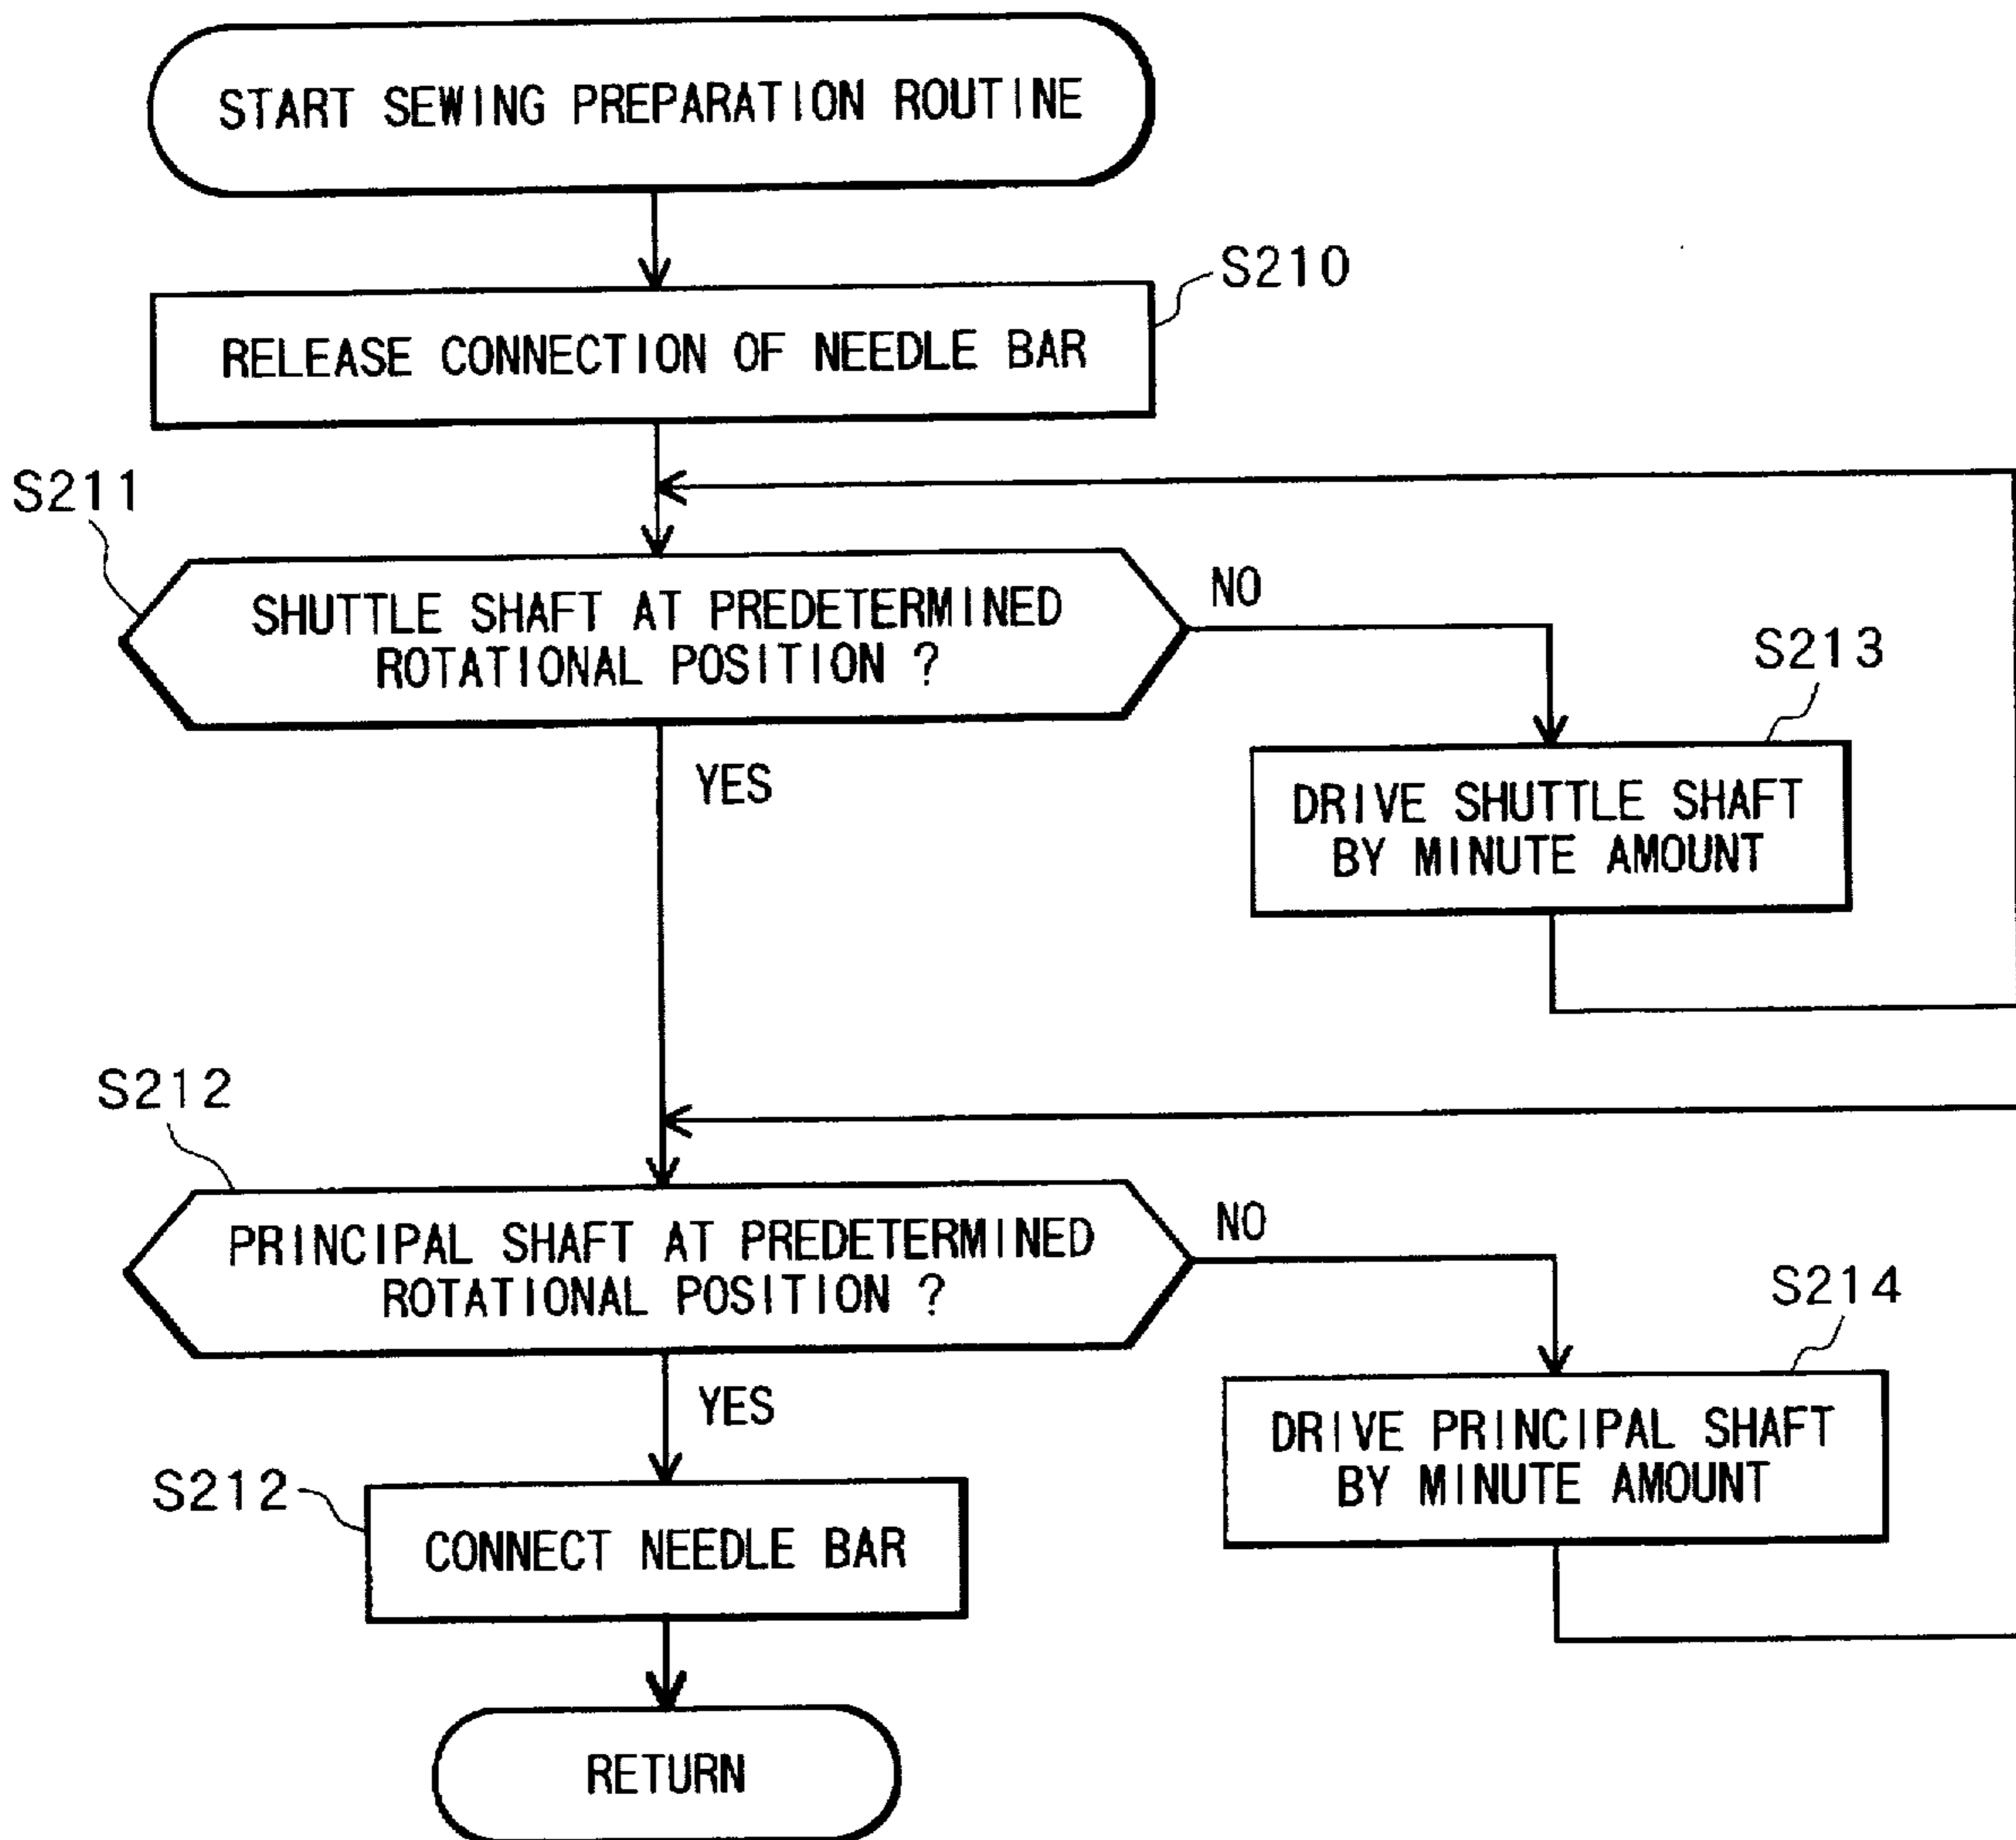 START SEWING PREPARATION ROUTINE
S210
RELEASE CONNECTION OF NEEDLE BAR
S211
SHUTTLE SHAFT AT PREDETERMINED
ROTATIONAL POSITION ?
NO
S213
YES
DRIVE SHUTTLE SHAFT
BY MINUTE AMOUNT
S212
PRINCIPAL SHAFT AT PREDETERMINED
ROTATIONAL POSITION ?
NO
S214
YES
DRIVE PRINCIPAL SHAFT
BY MINUTE AMOUNT
S212
CONNECT NEEDLE BAR
RETURN